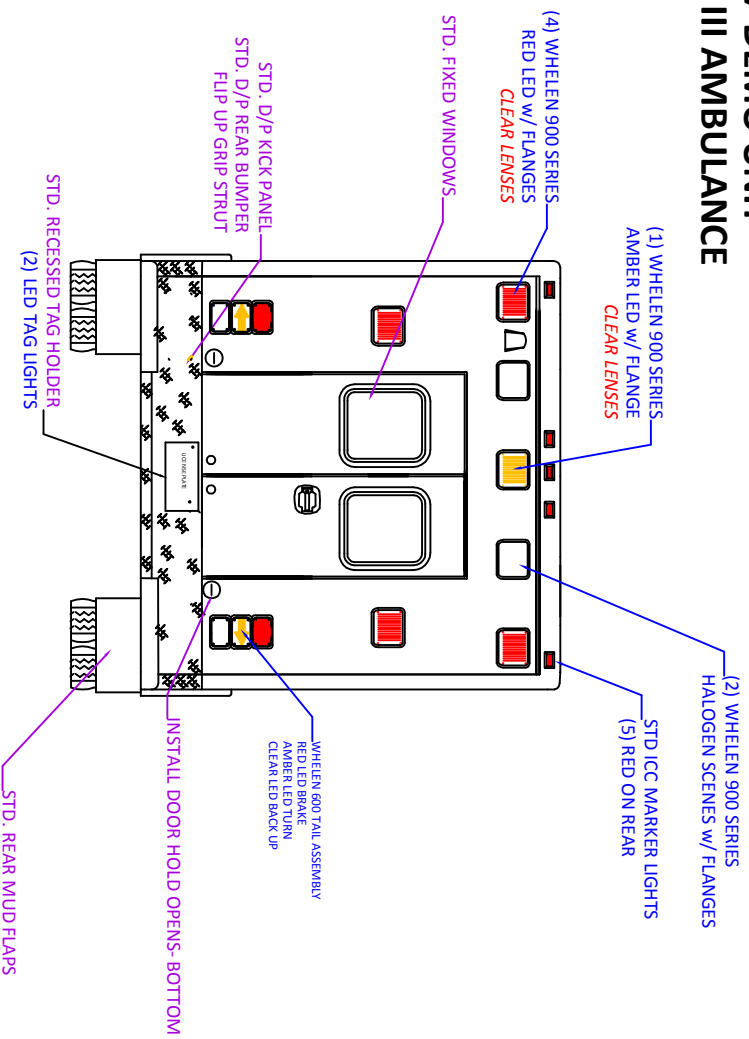 III AMBULANCE
(2) WHELEN 900 SERIES
HALOGEN SCENES w/ FLANGES
(1) WHELEN 900 SERIES
AMBER LED w/ FLANGE
CLEAR LENSES
(4) WHELEN 900 SERIES
RED LED w/ FLANGES
CLEAR LENSES
STD ICC MARKER LIGHTS
(5) RED ON REAR
STD. FIXED WINDOWS
WHELEN 600 TAIL ASSEMBLY
RED LED BRAKE
AMBER LED TURN
CLEAR LED BACK UP
STD. D/P KICK PANEL
STD. D/P REAR BUMPER
FLIP UP GRIP STRUT
LICENSE PLATE
INSTALL DOOR HOLD OPENS- BOTTOM
STD. RECESSED TAG HOLDER
(2) LED TAG LIGHTS
STD. REAR MUD FLAPS